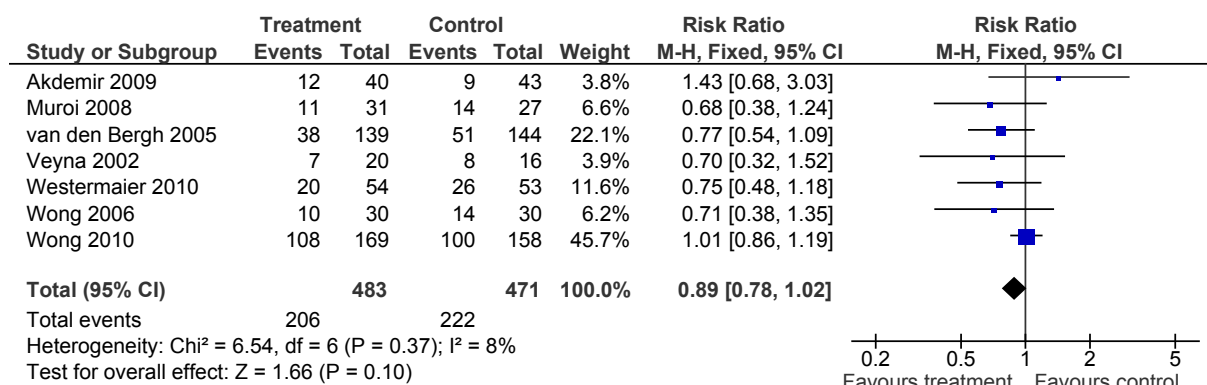 Treatment Control Risk Ratio Risk Ratio
Study or Subgroup Events Total Events Total Weight M-H, Fixed, 95% CI M-H, Fixed, 95% CI
Akdemir 2009 12 40 9 43 3.8% 1.43 [0.68, 3.03]
Muroi 2008 11 31 14 27 6.6% 0.68 [0.38, 1.24]
van den Bergh 2005 38 139 51 144 22.1% 0.77 [0.54, 1.09]
Veyna 2002 7 20 8 16 3.9% 0.70 [0.32, 1.52]
Westermaier 2010 20 54 26 53 11.6% 0.75 [0.48, 1.18]
Wong 2006 10 30 14 30 6.2% 0.71 [0.38, 1.35]
Wong 2010 108 169 100 158 45.7% 1.01 [0.86, 1.19]
Total (95% CI) 483 471 100.0% 0.89 [0.78, 1.02]
Total events 206 222
Heterogeneity: Chi² = 6.54, df = 6 (P = 0.37); I² = 8%
Test for overall effect: Z = 1.66 (P = 0.10)
0.2 0.5 1 2 5
Favours treatment Favours control